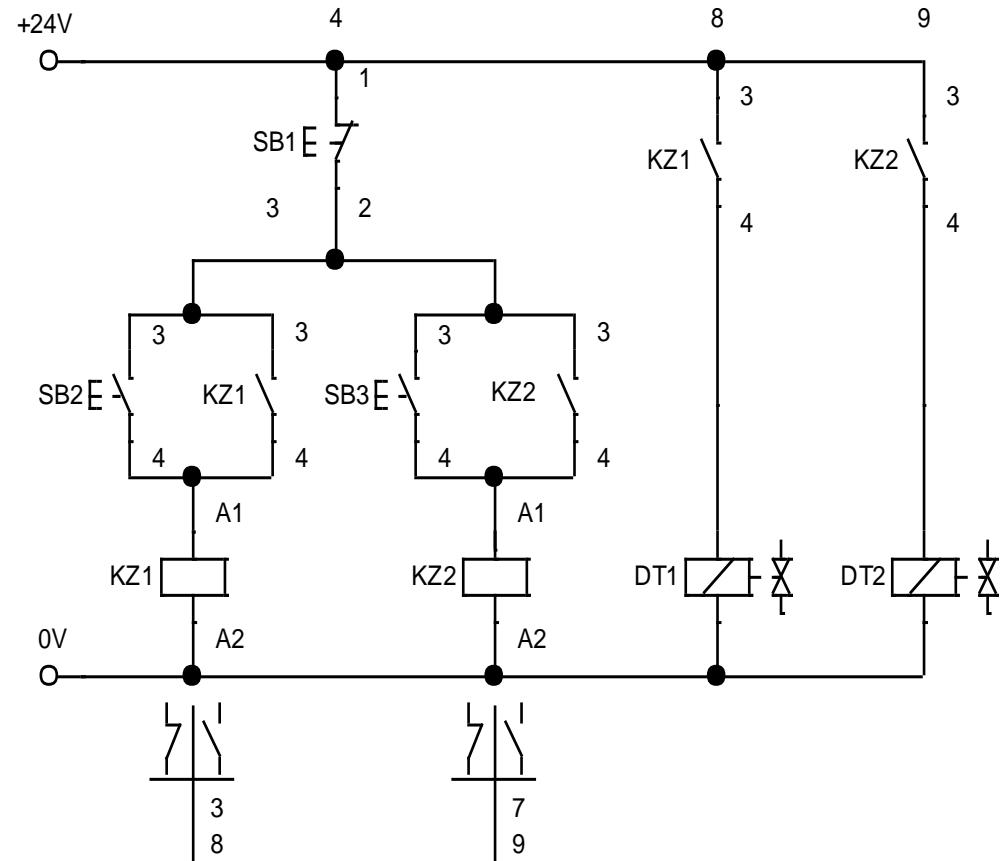 +24V 4 8 9
1
3 3
SB1
KZ1 KZ2
3 2
4 4
3 3 3 3
SB2 KZ1 SB3 KZ2
4 4 4 4
A1 A1
KZ1 KZ2 DT1 DT2
0V A2 A2
3 7
8 9